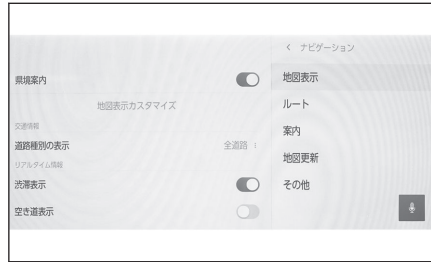 県境案内
地図表示カスタマイズ
交通情報
道路種別の表示
全道路
リアルタイム情報
渋滞表示
空き道表示
ナビゲーション
地図表示
ルート
案内
地図更新
その他